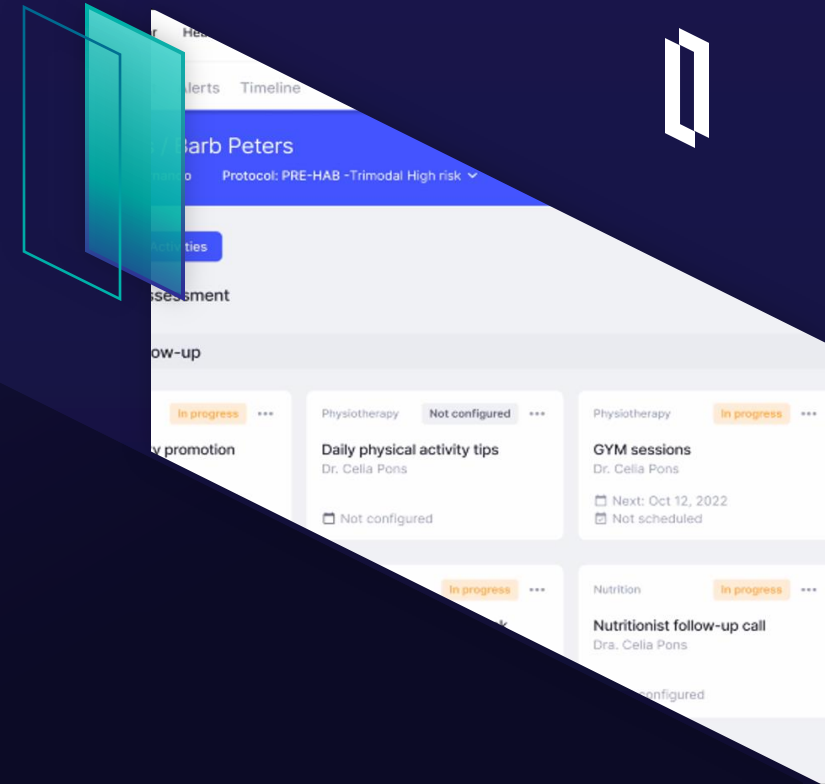 Alerts Timeline
/ Barb Peters
Protocol: PRE-HAB -Trimodal High risk
Activities
ssessment
ow-up
In progress
promotion
Physiotherapy Not configured
Daily physical activity tips
Dr. Celia Pons
Not configured
Physiotherapy In progress
GYM sessions
Dr. Celia Pons
Next: Oct 12, 2022
Not scheduled
In progress
Nutrition In progress
Nutritionist follow-up call
Dra. Celia Pons
configured